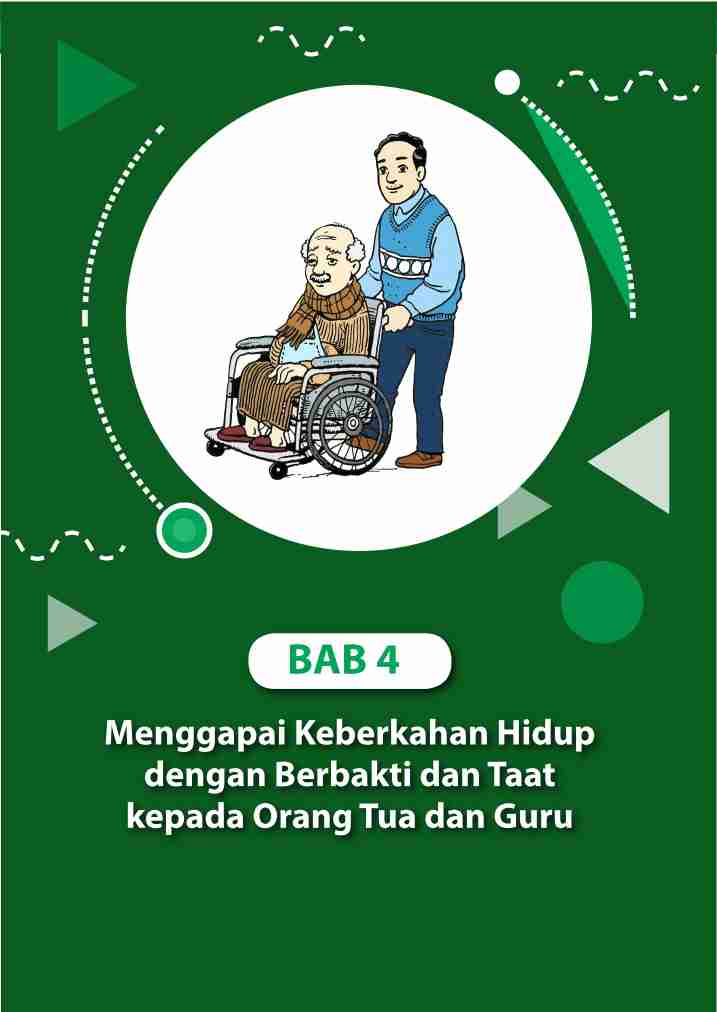 BAB 4
Menggapai Keberkahan Hidup
dengan Berbakti dan Taat
kepada Orang Tua dan Guru